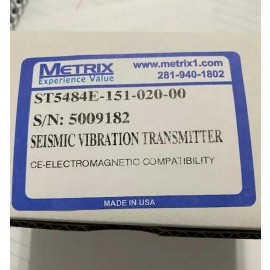 METRIX
Experience Value
www.metrix1.com
281-940-1802
ST5484E-151-020-00
S/N: 5009182
SEISMIC VIBRATION TRANSMITTER
CE-ELECTROMAGNETIC COMPATIBILITY
MADE IN USA